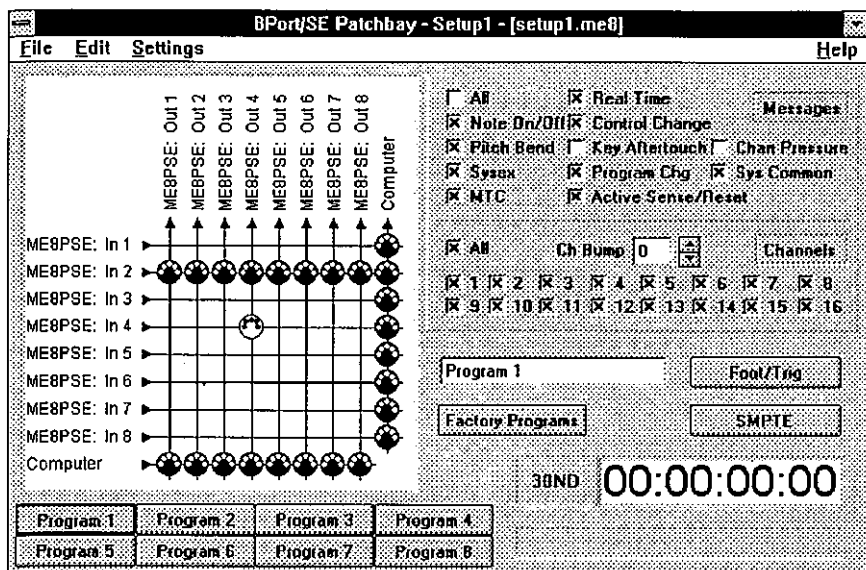 8Port/SE Patchbay - Setup1 - [setup1.me8]
File Edit Settings Help
ME8PSE: Out 1
ME8PSE: Out 2
ME8PSE: Out 3
ME8PSE: Out 4
ME8PSE: Out 5
ME8PSE: Out 6
ME8PSE: Out 7
ME8PSE: Out 8
Computer
ME8PSE: In 1
ME8PSE: In 2
ME8PSE: In 3
ME8PSE: In 4
ME8PSE: In 5
ME8PSE: In 6
ME8PSE: In 7
ME8PSE: In 8
Computer
All Real Time Messages
Note On/Off Control Change
Pitch Bend Key Aftertouch Chan Pressure
Sysex Program Chg Sys Common
MTC Active Sense/Reset
All Ch Bump 0 Channels
1 2 3 4 5 6 7 8
9 10 11 12 13 14 15 16
Program 1 Foot/Trig
Factory Programs SMPTE
30ND 00:00:00:00
Program 1 Program 2 Program 3 Program 4
Program 5 Program 6 Program 7 Program 8